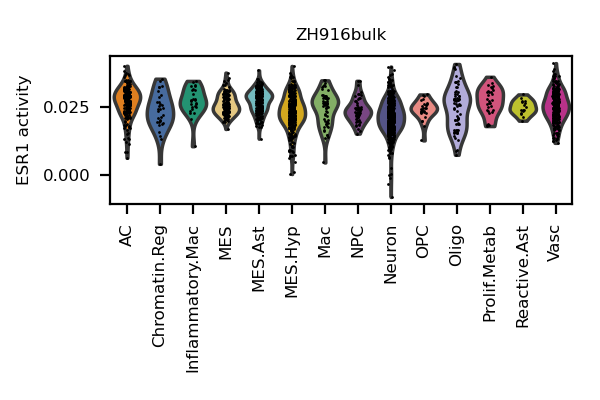 ZH916bulk
ESR1 activity
0.025
0.000
AC
Chromatin.Reg
Inflammatory.Mac
MES
MES.Ast
MES.Hyp
Mac
NPC
Neuron
OPC
Oligo
Prolif.Metab
Reactive.Ast
Vasc